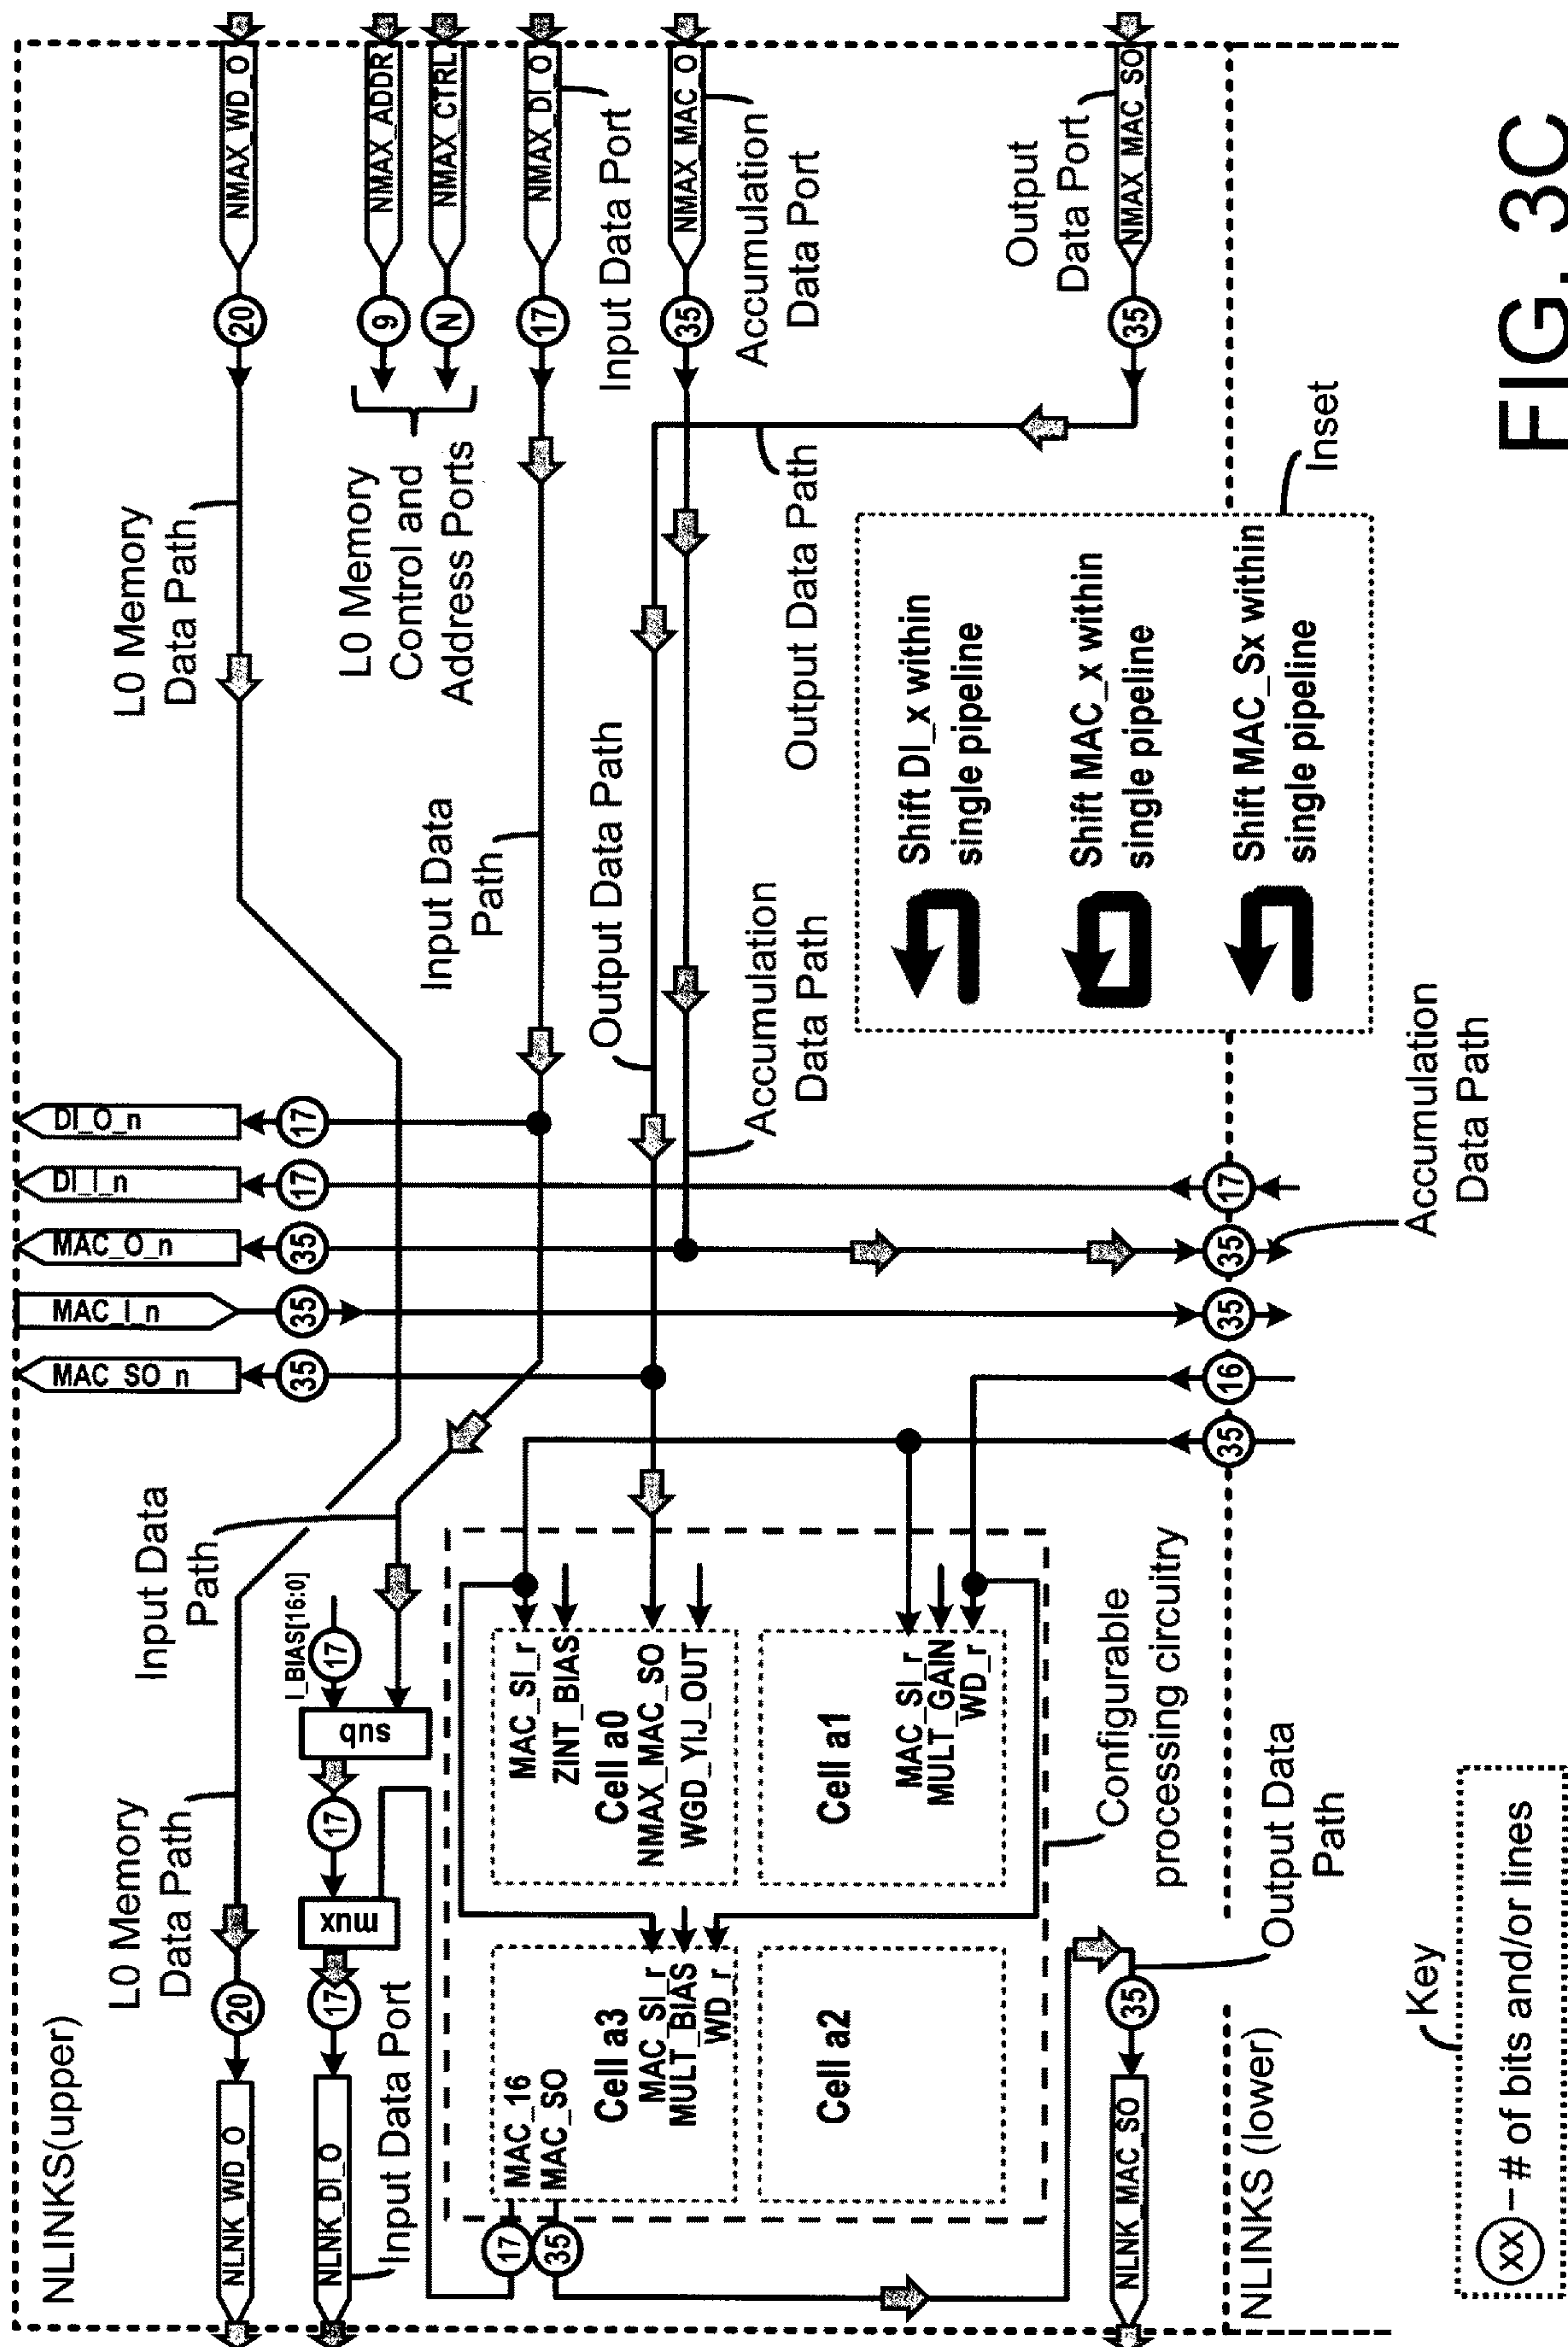 NLINKS(upper)
L0 Memory
Data Path
Input Data
Path
L0 Memory
Data Path
NLNK_WD_O
20
20
NMAX_WD_O
MAC_SO_n
MAC_I_n
MAC_O_n
DI_I_n
DI_O_n
35
35
35
17
17
I_BIAS[16:0]
17
NLNK_DI_O
17
mux
17
sub
Input Data Port
9
NMAX_ADDR
N
NMAX_CTRL
L0 Memory
Control and
Address Ports
Input Data
Path
17
NMAX_DI_O
Input Data Port
17
35
MAC_16
MAC_SO
Cell a3
MAC_SI_r
MULT_BIAS
WD_r
MAC_SI_r
ZINT_BIAS
Cell a0
NMAX_MAC_SO
WGD_YIJ_OUT
Output Data Path
35
NMAX_MAC_O
Accumulation
Data Port
Accumulation
Data Path
Output Data Path
Cell a2
Cell a1
MAC_SI_r
MULT_GAIN
WD_r
Configurable
processing circuitry
Output
Data Port
NLNK_MAC_SO
35
35
NMAX_MAC_SO
Shift DI_x within
single pipeline
Shift MAC_x within
single pipeline
Shift MAC_Sx within
single pipeline
Inset
35
16
35
35
17
NLINKS (lower)
Output Data
Path
Accumulation
Data Path
Key
xx – # of bits and/or lines
FIG. 3C